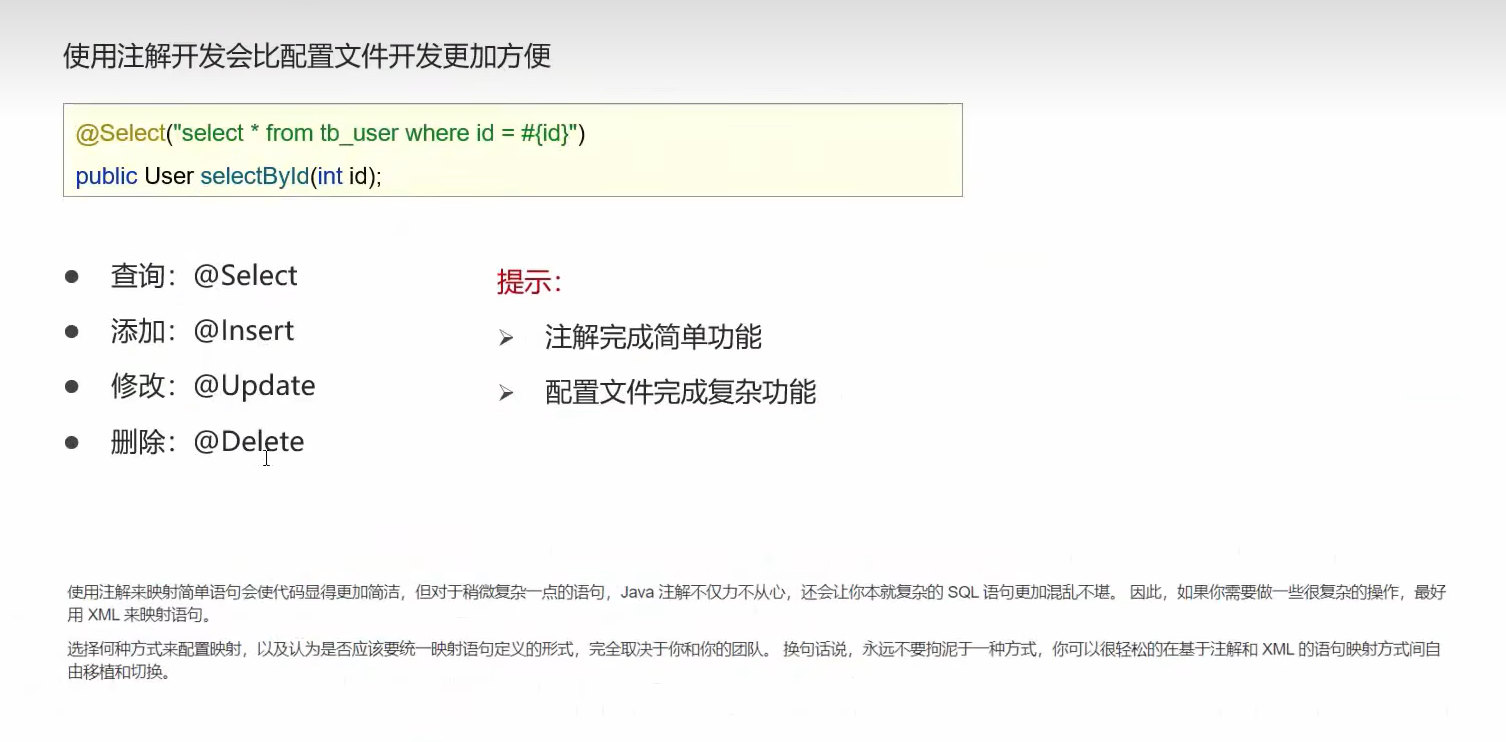 使用注解开发会比配置文件开发更加方便
@Select("select * from tb_user where id = #{id}")
public User selectById(int id);
查询：@Select
添加：@Insert
修改：@Update
删除：@Delete
提示：
注解完成简单功能
配置文件完成复杂功能
使用注解来映射简单语句会使代码显得更加简洁，但对于稍微复杂一点的语句，Java 注解不仅力不从心，还会让你本就复杂的 SQL 语句更加混乱不堪。 因此，如果你需要做一些很复杂的操作，最好
用 XML 来映射语句。
选择何种方式来配置映射，以及认为是否应该要统一映射语句定义的形式，完全取决于你和你的团队。 换句话说，永远不要拘泥于一种方式，你可以很轻松的在基于注解和 XML 的语句映射方式间自
由移植和切换。